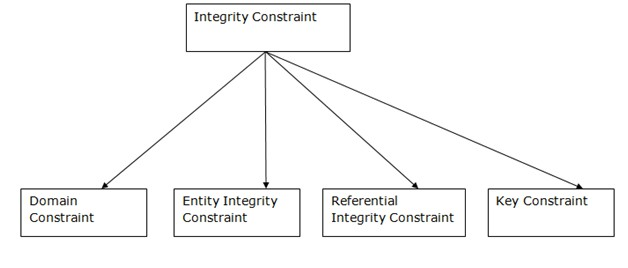 Integrity Constraint
Domain
Constraint
Entity Integrity
Constraint
Referential
Integrity Constraint
Key Constraint